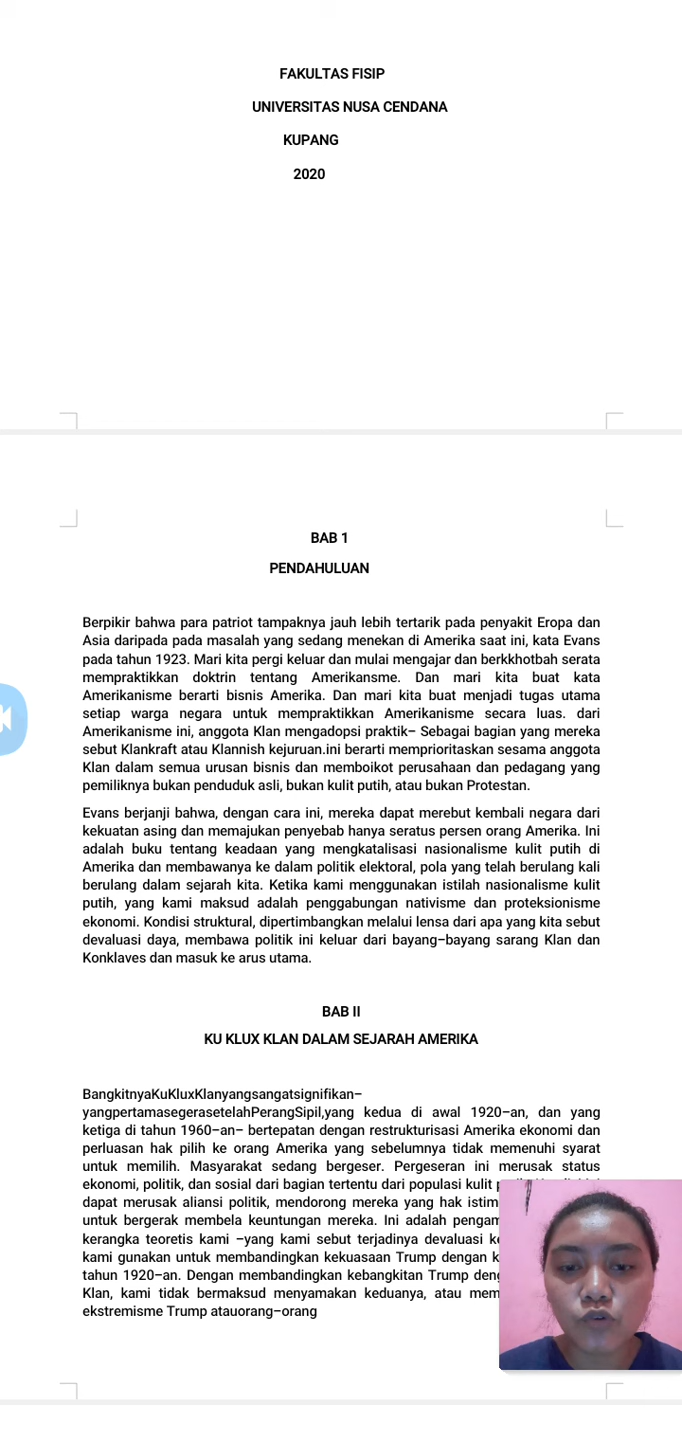 FAKULTAS FISIP
UNIVERSITAS NUSA CENDANA
KUPANG
2020
BAB 1
PENDAHULUAN
Berpikir bahwa para patriot tampaknya jauh lebih tertarik pada penyakit Eropa dan
Asia daripada pada masalah yang sedang menekan di Amerika saat ini, kata Evans
pada tahun 1923. Mari kita pergi keluar dan mulai mengajar dan berkkhotbah serata
mempraktikkan doktrin tentang Amerikansme. Dan mari kita buat kata
Amerikanisme berarti bisnis Amerika. Dan mari kita buat menjadi tugas utama
setiap warga negara untuk mempraktikkan Amerikanisme secara luas. dari
Amerikanisme ini, anggota Klan mengadopsi praktik– Sebagai bagian yang mereka
sebut Klankraft atau Klannish kejuruan.ini berarti memprioritaskan sesama anggota
Klan dalam semua urusan bisnis dan memboikot perusahaan dan pedagang yang
pemiliknya bukan penduduk asli, bukan kulit putih, atau bukan Protestan.
Evans berjanji bahwa, dengan cara ini, mereka dapat merebut kembali negara dari
kekuatan asing dan memajukan penyebab hanya seratus persen orang Amerika. Ini
adalah buku tentang keadaan yang mengkatalisasi nasionalisme kulit putih di
Amerika dan membawanya ke dalam politik elektoral, pola yang telah berulang kali
berulang dalam sejarah kita. Ketika kami menggunakan istilah nasionalisme kulit
putih, yang kami maksud adalah penggabungan nativisme dan proteksionisme
ekonomi. Kondisi struktural, dipertimbangkan melalui lensa dari apa yang kita sebut
devaluasi daya, membawa politik ini keluar dari bayang–bayang sarang Klan dan
Konklaves dan masuk ke arus utama.
BAB II
KU KLUX KLAN DALAM SEJARAH AMERIKA
BangkitnyaKuKluxKlanyangsangatsignifikan–
yangpertamasegerasetelahPerangSipil,yang kedua di awal 1920–an, dan yang
ketiga di tahun 1960–an– bertepatan dengan restrukturisasi Amerika ekonomi dan
perluasan hak pilih ke orang Amerika yang sebelumnya tidak memenuhi syarat
untuk memilih. Masyarakat sedang bergeser. Pergeseran ini merusak status
ekonomi, politik, dan sosial dari bagian tertentu dari populasi kulit
dapat merusak aliansi politik, mendorong mereka yang hak
untuk bergerak membela keuntungan mereka. Ini adalah
kerangka teoretis kami –yang kami sebut terjadinya devaluasi
kami gunakan untuk membandingkan kekuasaan Trump dengan
tahun 1920–an. Dengan membandingkan kebangkitan Trump
Klan, kami tidak bermaksud menyamakan keduanya, atau
ekstremisme Trump atauorang–orang